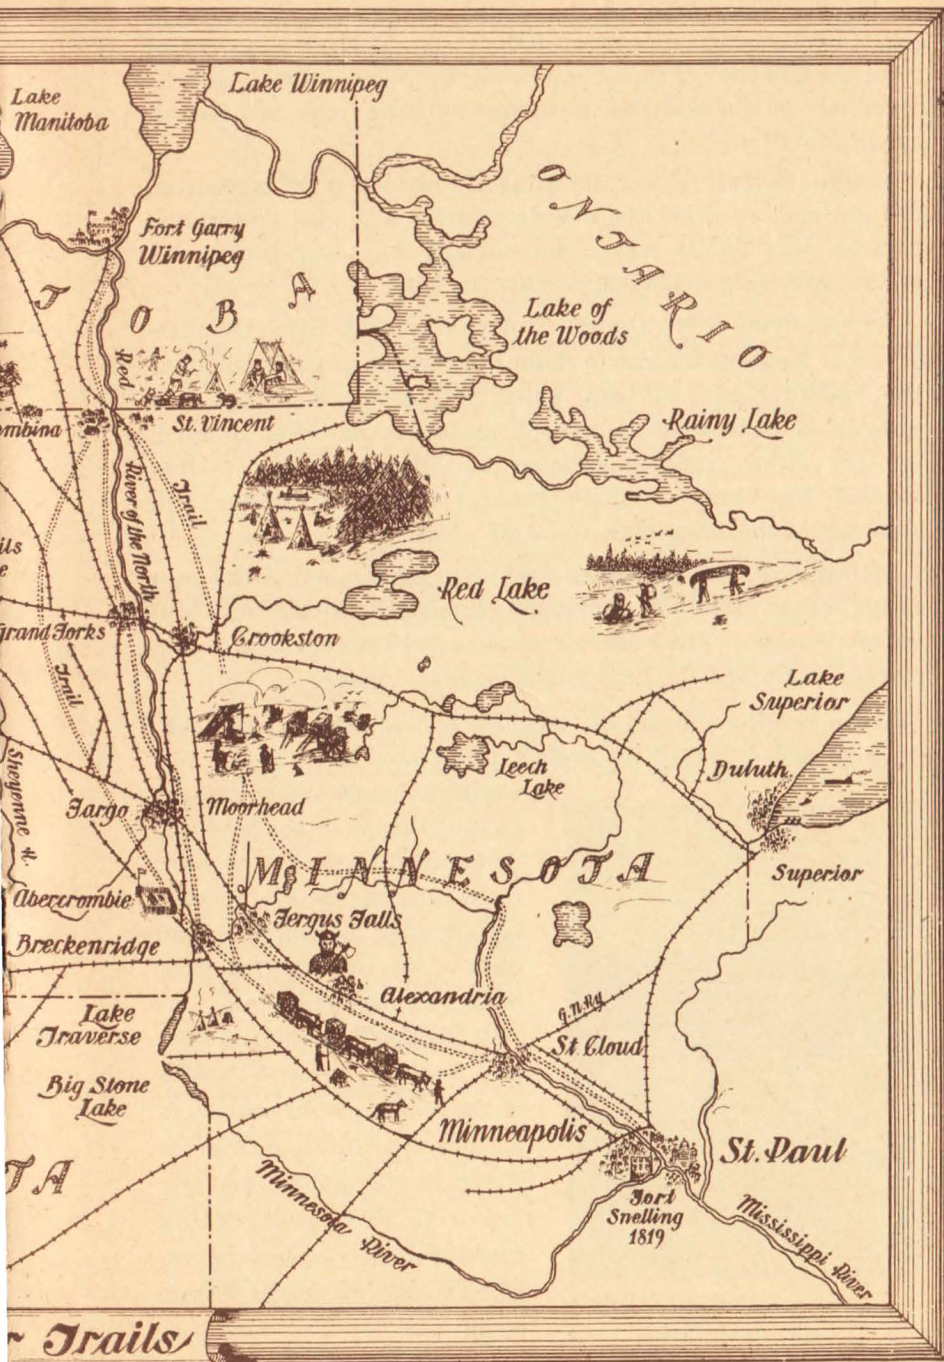 Lake Winnipeg
Lake
Manitoba
ONTARIO
Fort Garry
Winnipeg
TOBA
Lake of
the Woods
Red
River of the North
St. Vincent
Rainy Lake
Trail
Red Lake
Grand Forks
Crookston
Trail
Lake
Superior
Sheyenne R.
Leech
Lake
Duluth
Fargo
Moorhead
MINNESOTA
Superior
Abercrombie
Fergus Falls
Breckenridge
Alexandria
G.N.Ry
Lake
Traverse
St Cloud
Big Stone
Lake
Minneapolis
St. Paul
TA
Minnesota
River
Fort
Snelling
1819
Mississippi River
Trails